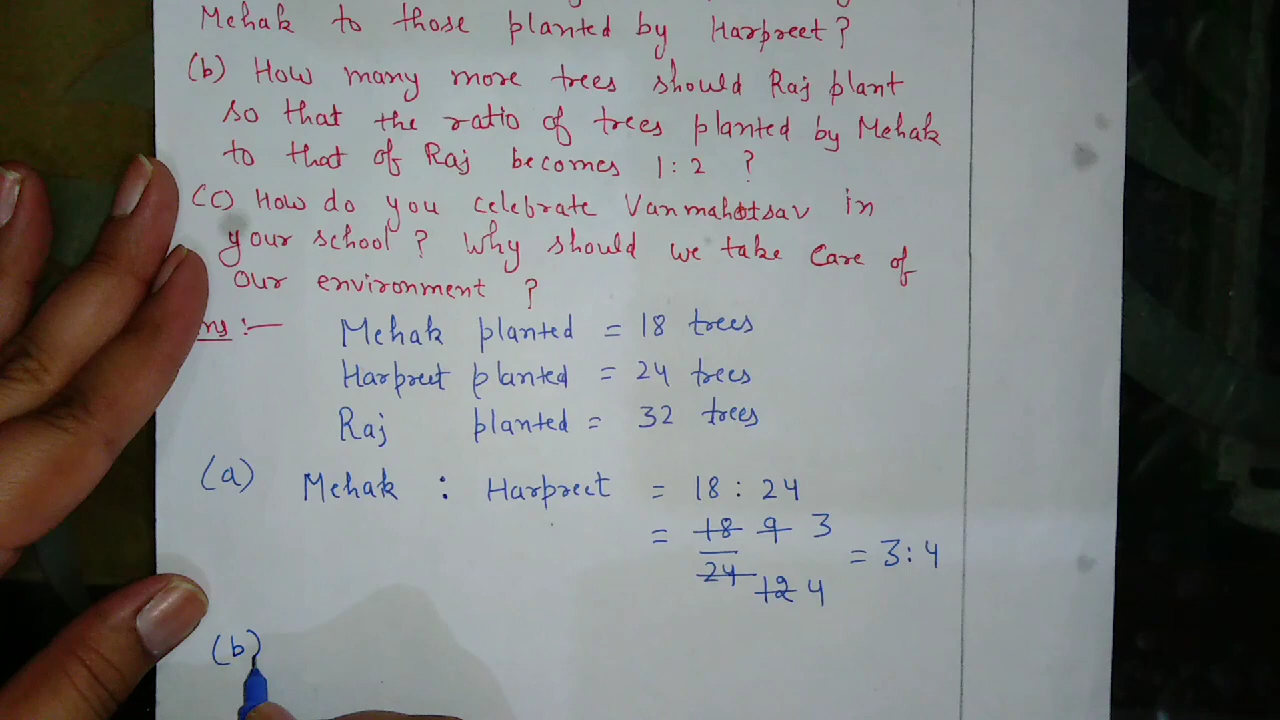 Mehak to those planted by Harpreet?
(b) How many more trees should Raj plant
so that the ratio of trees planted by Mehak
to that of Raj becomes 1:2 ?
(c) How do you celebrate Vanmahotsav in
your school? Why should we take care of
our environment ?
ns :-
Mehak planted = 18 trees
Harpreet planted = 24 trees
Raj planted = 32 trees
(a) Mehak : Harpreet = 18 : 24
= 18 9 3
24 12 4
= 3:4
(b)